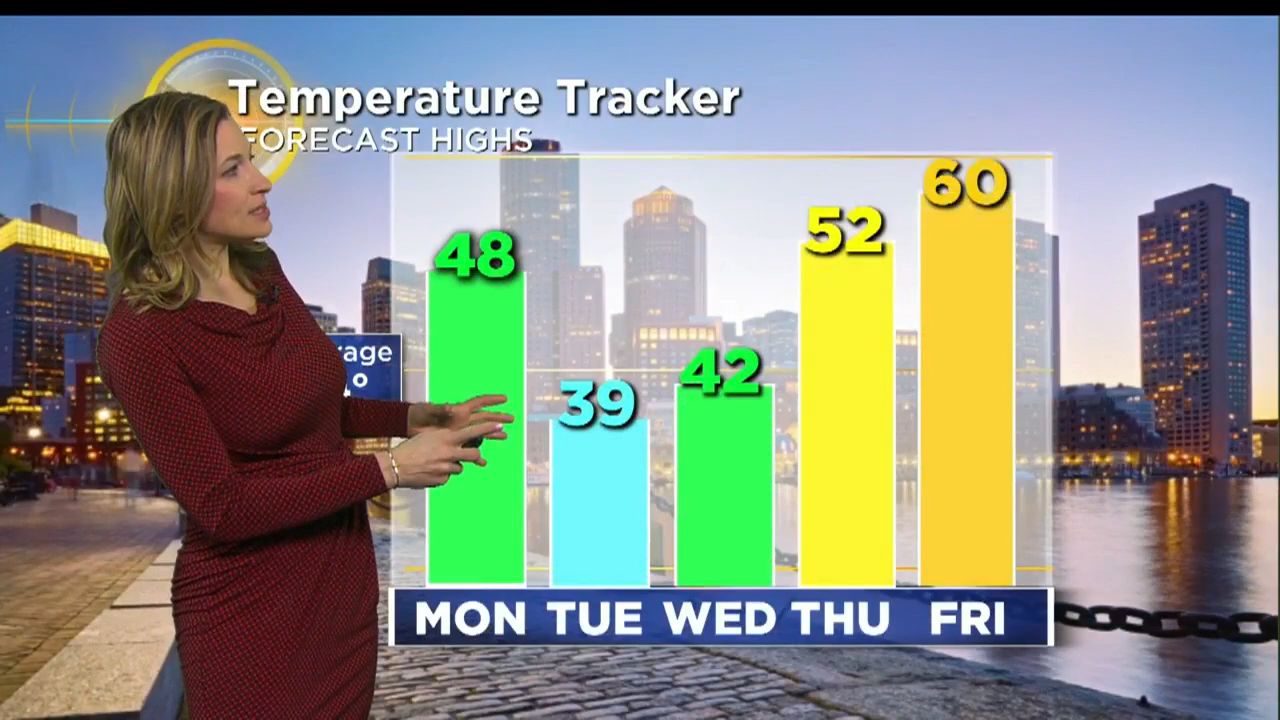 Temperature Tracker
FORECAST HIGHS
48
39
42
52
60
MON TUE WED THU FRI